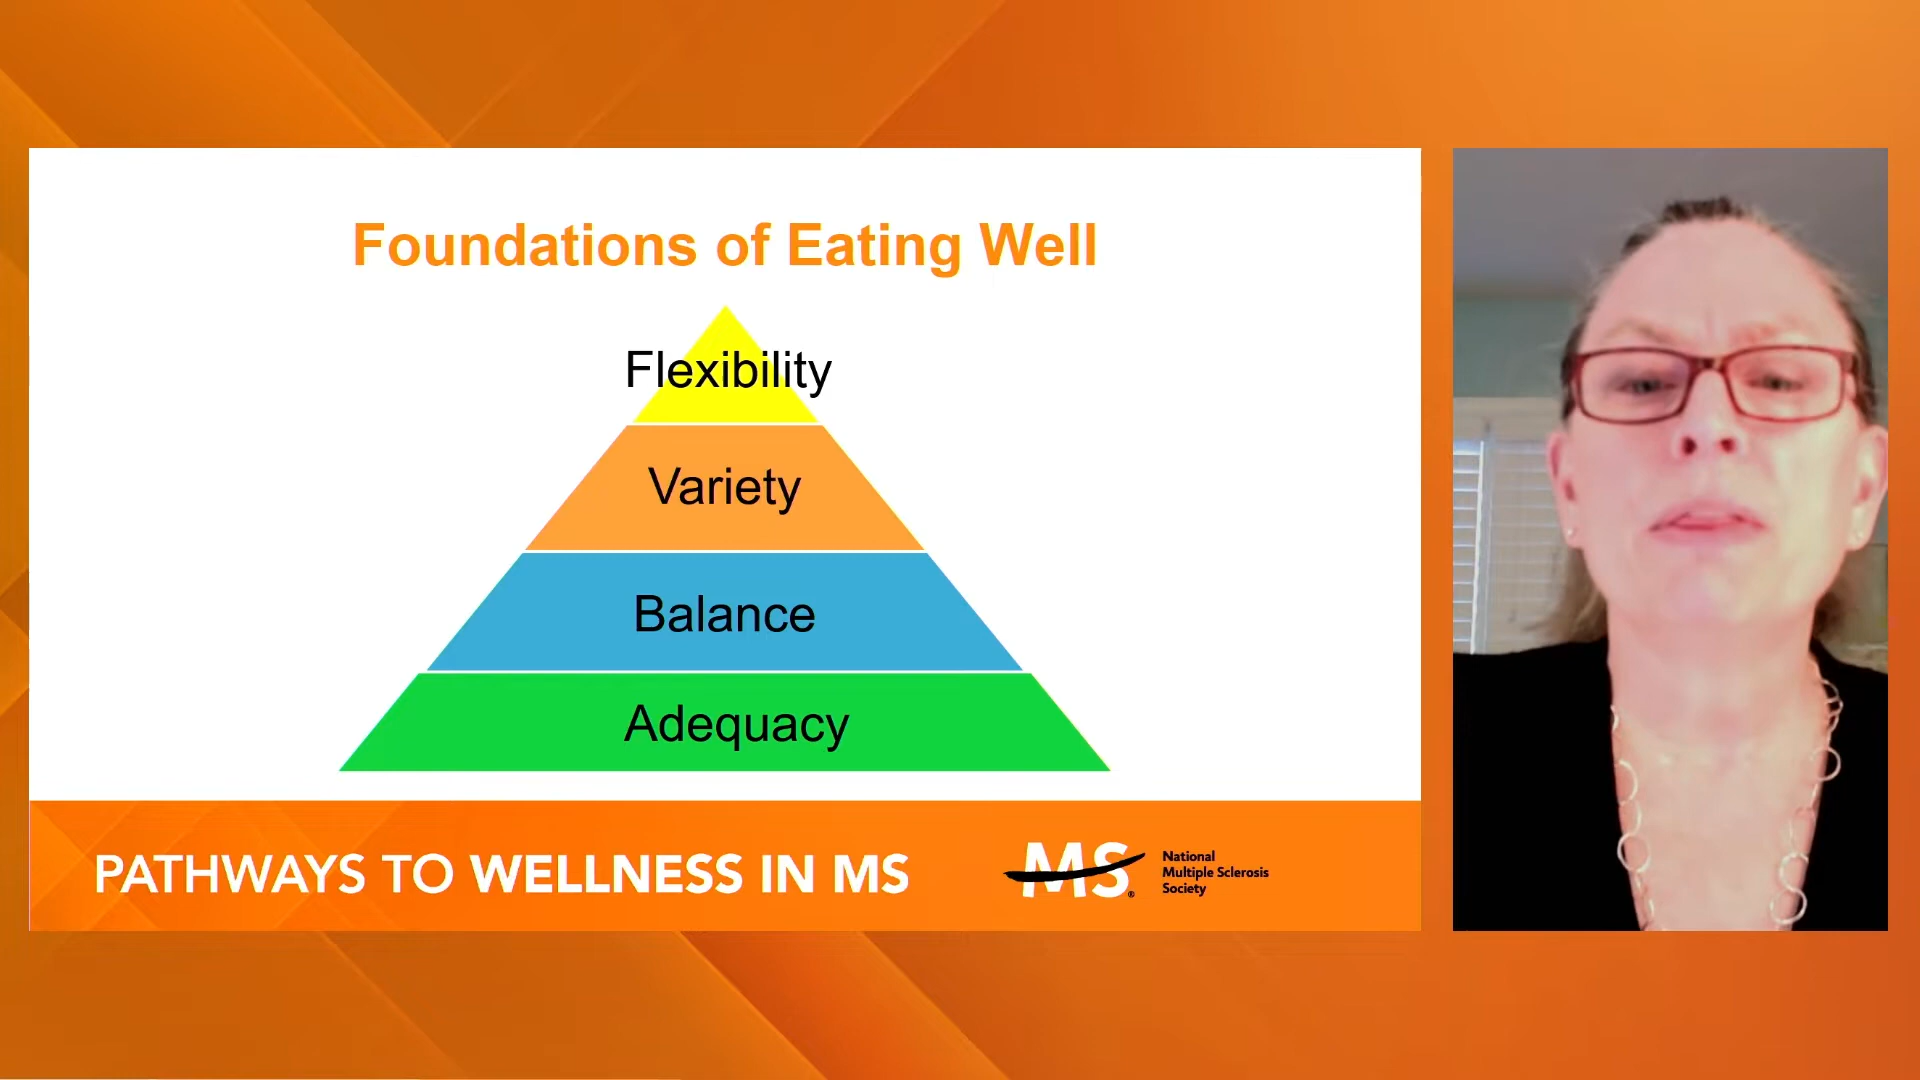 Foundations of Eating Well
Flexibility
Variety
Balance
Adequacy
PATHWAYS TO WELLNESS IN MS
MS®
National
Multiple Sclerosis
Society